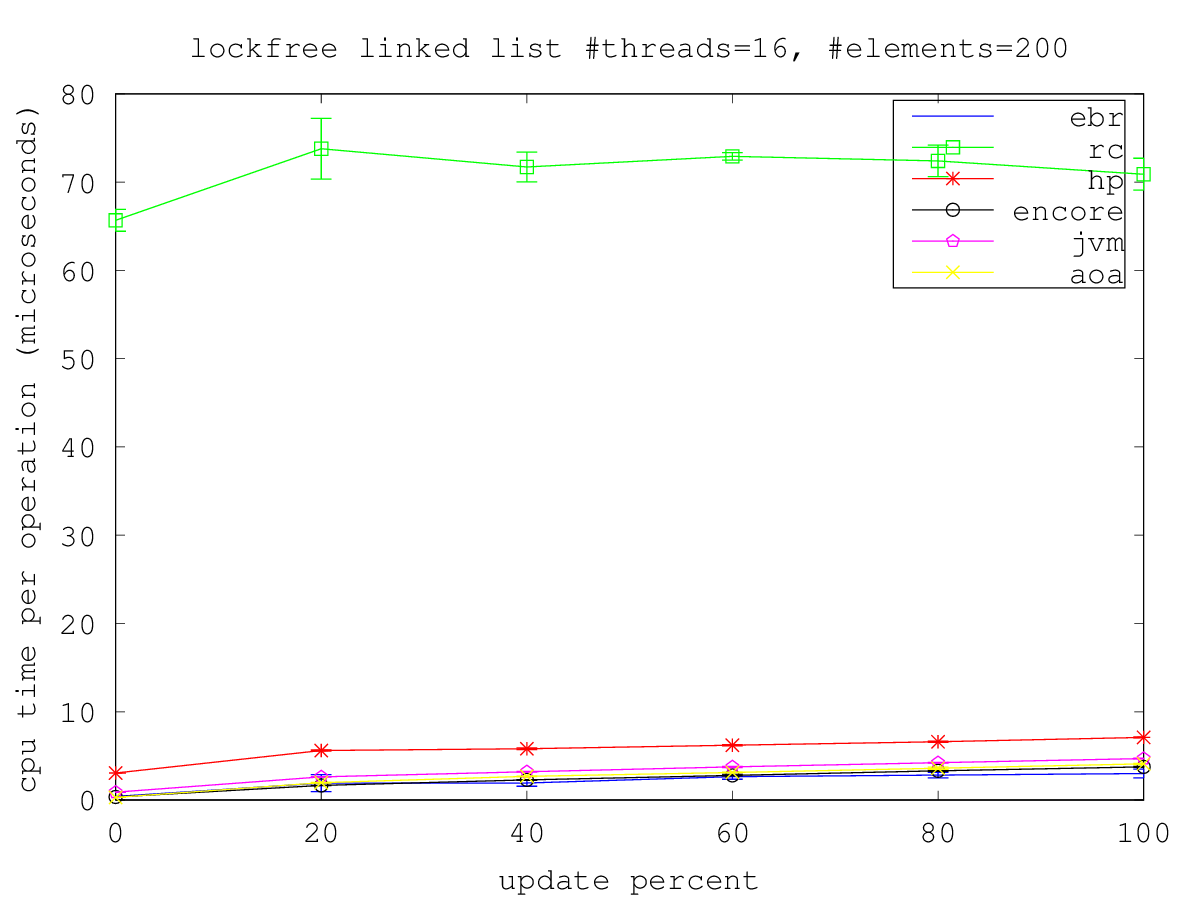 lockfree linked list #threads=16, #elements=200
cpu time per operation (microseconds)
80
70
60
50
40
30
20
10
0
ebr
rc
hp
encore
jvm
aoa
0 20 40 60 80 100
update percent